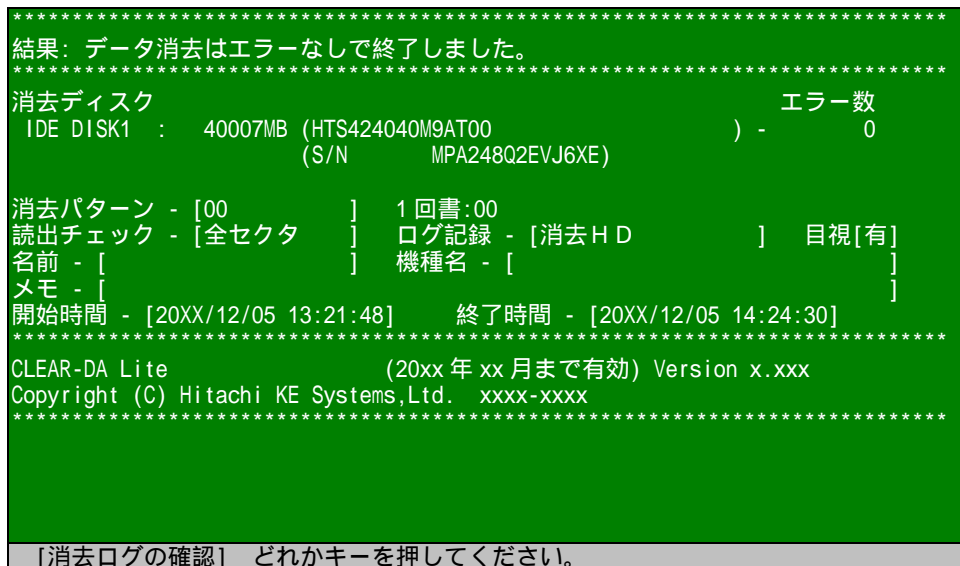 ******************************************************************************
結果: データ消去はエラーなしで終了しました。
******************************************************************************
消去ディスク エラー数
IDE DISK1 : 40007MB (HTS424040M9AT00 ) - 0
(S/N MPA248Q2EVJ6XE)
消去パターン - [00 ] 1回書:00
読出チェック - [全セクタ ] ログ記録 - [消去ＨＤ ] 目視[有]
名前 - [ ] 機種名 - [ ]
メモ - [ ]
開始時間 - [20XX/12/05 13:21:48] 終了時間 - [20XX/12/05 14:24:30]
******************************************************************************
CLEAR-DA Lite (20xx年xx月まで有効) Version x.xxx
Copyright (C) Hitachi KE Systems,Ltd. xxxx-xxxx
******************************************************************************
[消去ログの確認] どれかキーを押してください。